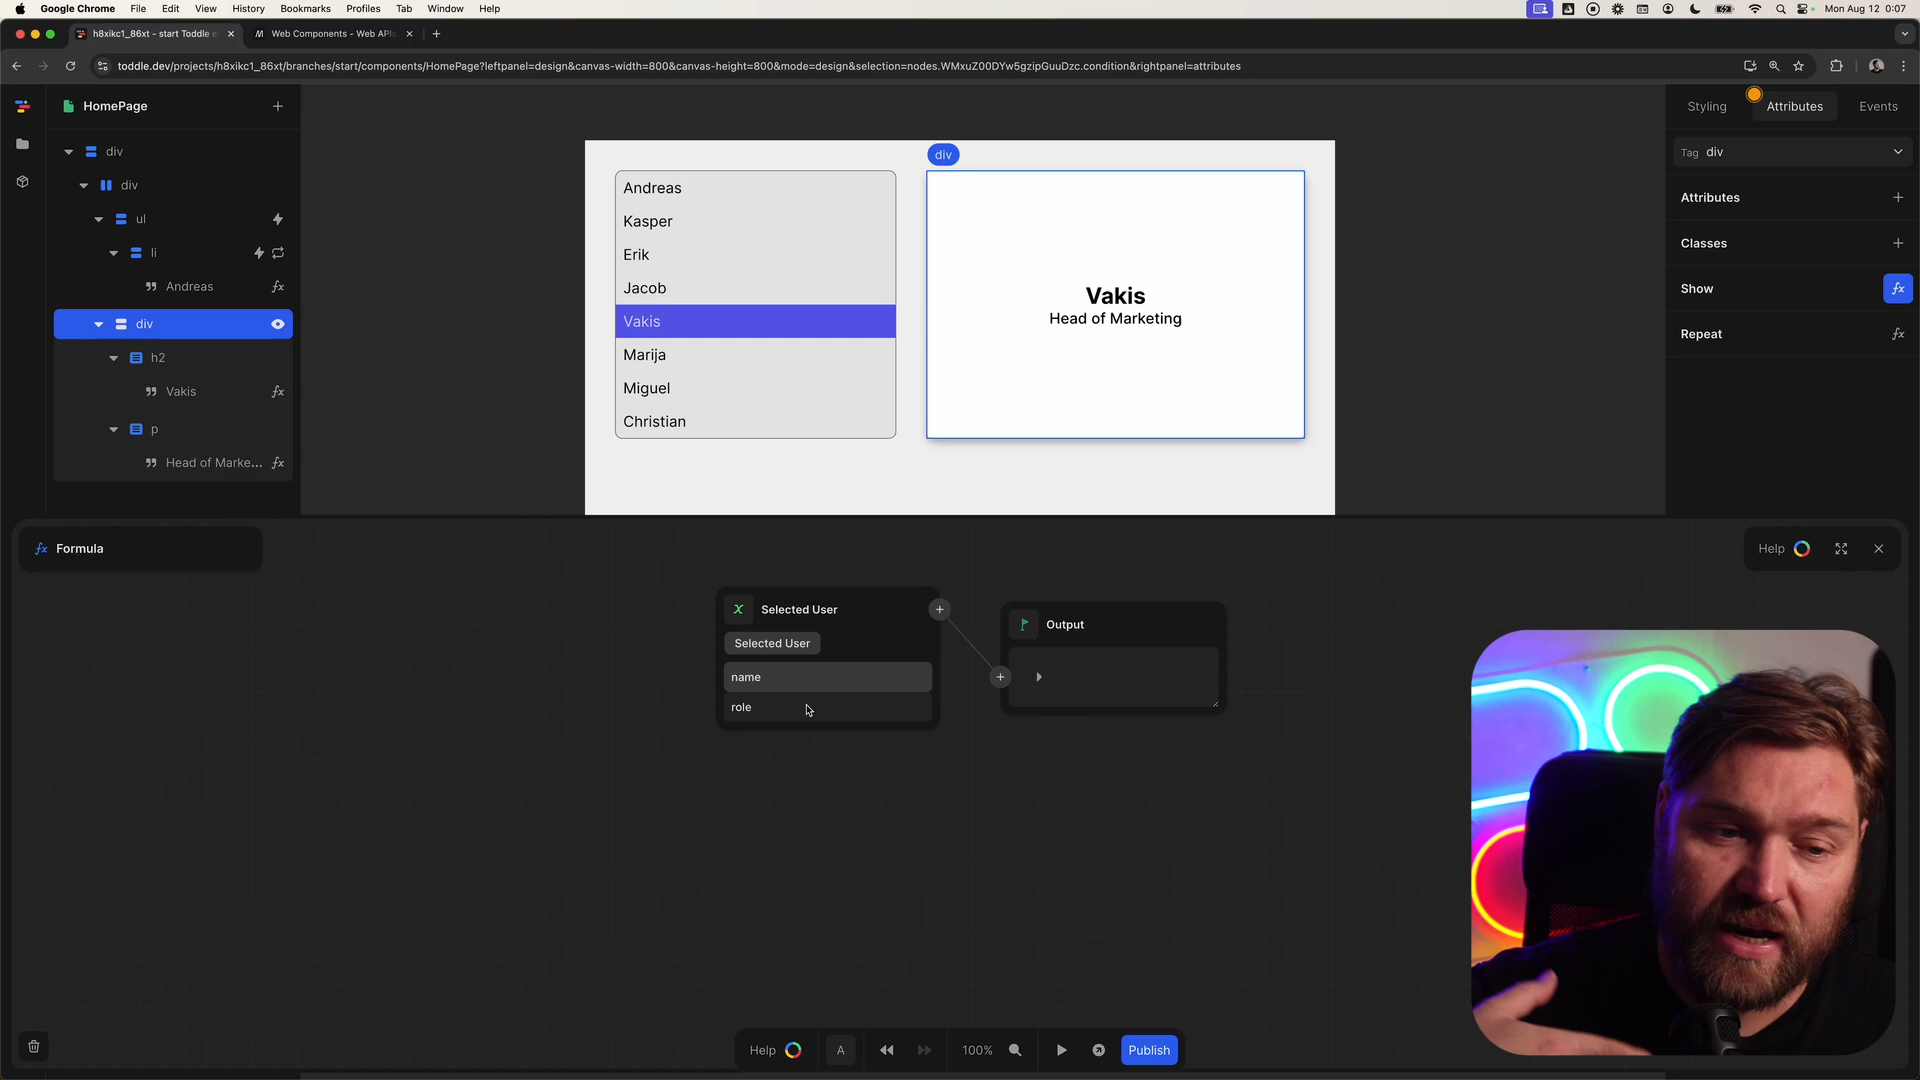 Google Chrome File Edit View History Bookmarks Profiles Tab Window Help Mon Aug 12 0:07
h8xikc1_86xt - start Toddle Web Components - Web APIs
toddle.dev/projects/h8xikc1_86xt/branches/start/components/HomePage?leftpanel=design&canvas-width=800&canvas-height=800&mode=design&selection=nodes.WMxuZ00DYw5gzipGuuDzc.condition&rightpanel=attributes
HomePage
div
div
ul
li
Andreas
div
h2
Vakis
p
Head of Marke...
div
Andreas
Kasper
Erik
Jacob
Vakis
Marija
Miguel
Christian
Vakis
Head of Marketing
Styling Attributes Events
Tag div
Attributes
Classes
Show fx
Repeat fx
fx Formula
Help
Selected User
Selected User
name
role
Output
Help A 100% Publish